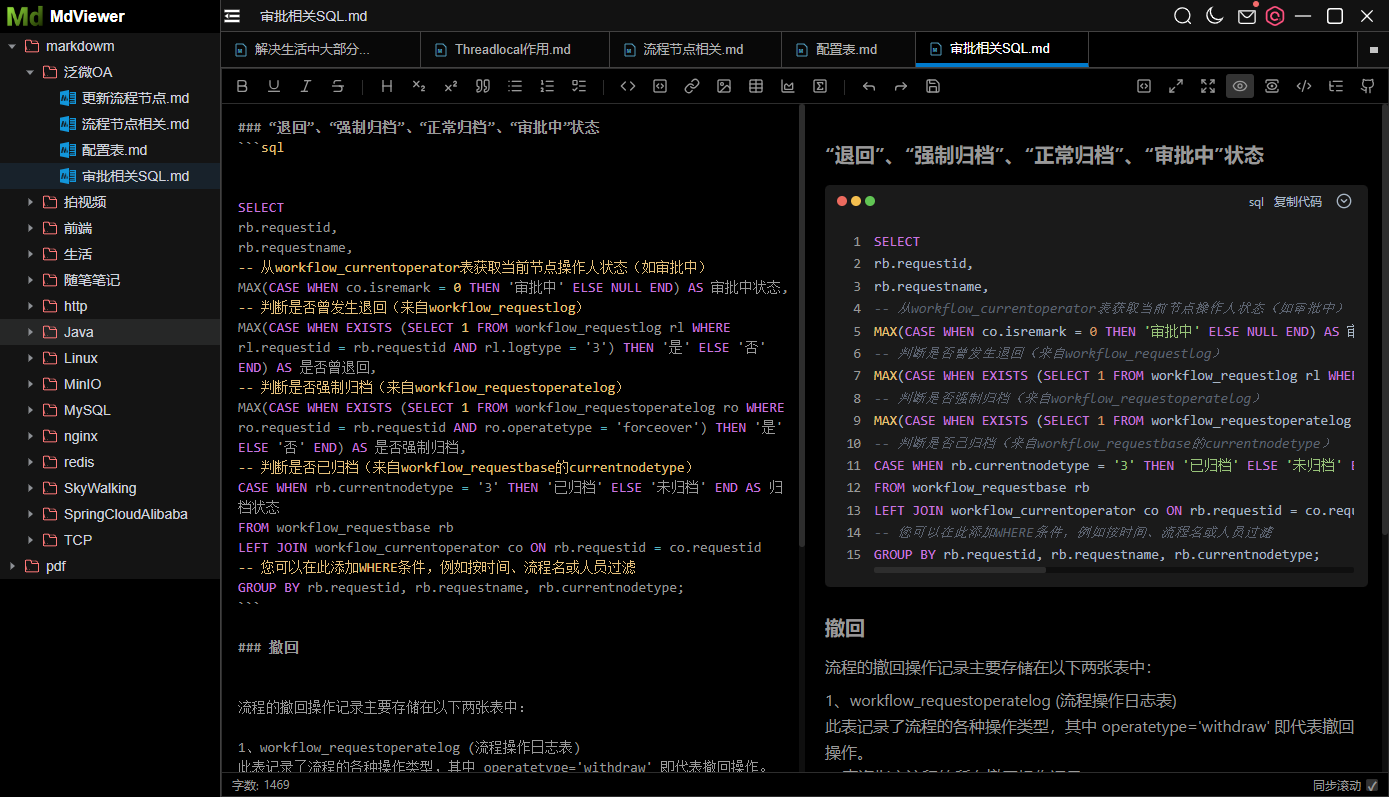 MdViewer
审批相关SQL.md
解决生活中大部分...
Threadlocal作用.md
流程节点相关.md
配置表.md
审批相关SQL.md
markdowm
泛微OA
更新流程节点.md
流程节点相关.md
配置表.md
审批相关SQL.md
拍视频
前端
生活
随笔笔记
http
Java
Linux
MinIO
MySQL
nginx
redis
SkyWalking
SpringCloudAlibaba
TCP
pdf
### “退回”、“强制归档”、“正常归档”、“审批中”状态
```sql
SELECT
rb.requestid,
rb.requestname,
-- 从workflow_currentoperator表获取当前节点操作人状态（如审批中）
MAX(CASE WHEN co.isremark = 0 THEN '审批中' ELSE NULL END) AS 审批中状态,
-- 判断是否曾发生退回（来自workflow_requestlog）
MAX(CASE WHEN EXISTS (SELECT 1 FROM workflow_requestlog rl WHERE
rl.requestid = rb.requestid AND rl.logtype = '3') THEN '是' ELSE '否'
END) AS 是否曾退回,
-- 判断是否强制归档（来自workflow_requestoperatelog）
MAX(CASE WHEN EXISTS (SELECT 1 FROM workflow_requestoperatelog ro WHERE
ro.requestid = rb.requestid AND ro.operatetype = 'forceover') THEN '是'
ELSE '否' END) AS 是否强制归档,
-- 判断是否已归档（来自workflow_requestbase的currentnodetype）
CASE WHEN rb.currentnodetype = '3' THEN '已归档' ELSE '未归档' END AS 归
档状态
FROM workflow_requestbase rb
LEFT JOIN workflow_currentoperator co ON rb.requestid = co.requestid
-- 您可以在此添加WHERE条件，例如按时间、流程名或人员过滤
GROUP BY rb.requestid, rb.requestname, rb.currentnodetype;
```
### 撤回
流程的撤回操作记录主要存储在以下两张表中：
1、workflow_requestoperatelog (流程操作日志表)
此表记录了流程的各种操作类型，其中 operatetype='withdraw' 即代表撤回操作。
“退回”、“强制归档”、“正常归档”、“审批中”状态
sql 复制代码
1 SELECT
2 rb.requestid,
3 rb.requestname,
4 -- 从workflow_currentoperator表获取当前节点操作人状态（如审批中）
5 MAX(CASE WHEN co.isremark = 0 THEN '审批中' ELSE NULL END) AS 审
6 -- 判断是否曾发生退回（来自workflow_requestlog）
7 MAX(CASE WHEN EXISTS (SELECT 1 FROM workflow_requestlog rl WHER
8 -- 判断是否强制归档（来自workflow_requestoperatelog）
9 MAX(CASE WHEN EXISTS (SELECT 1 FROM workflow_requestoperatelog
10 -- 判断是否已归档（来自workflow_requestbase的currentnodetype）
11 CASE WHEN rb.currentnodetype = '3' THEN '已归档' ELSE '未归档' E
12 FROM workflow_requestbase rb
13 LEFT JOIN workflow_currentoperator co ON rb.requestid = co.requ
14 -- 您可以在此添加WHERE条件，例如按时间、流程名或人员过滤
15 GROUP BY rb.requestid, rb.requestname, rb.currentnodetype;
撤回
流程的撤回操作记录主要存储在以下两张表中：
1、workflow_requestoperatelog (流程操作日志表)
此表记录了流程的各种操作类型，其中 operatetype='withdraw' 即代表撤回
操作。
字数: 1469
同步滚动